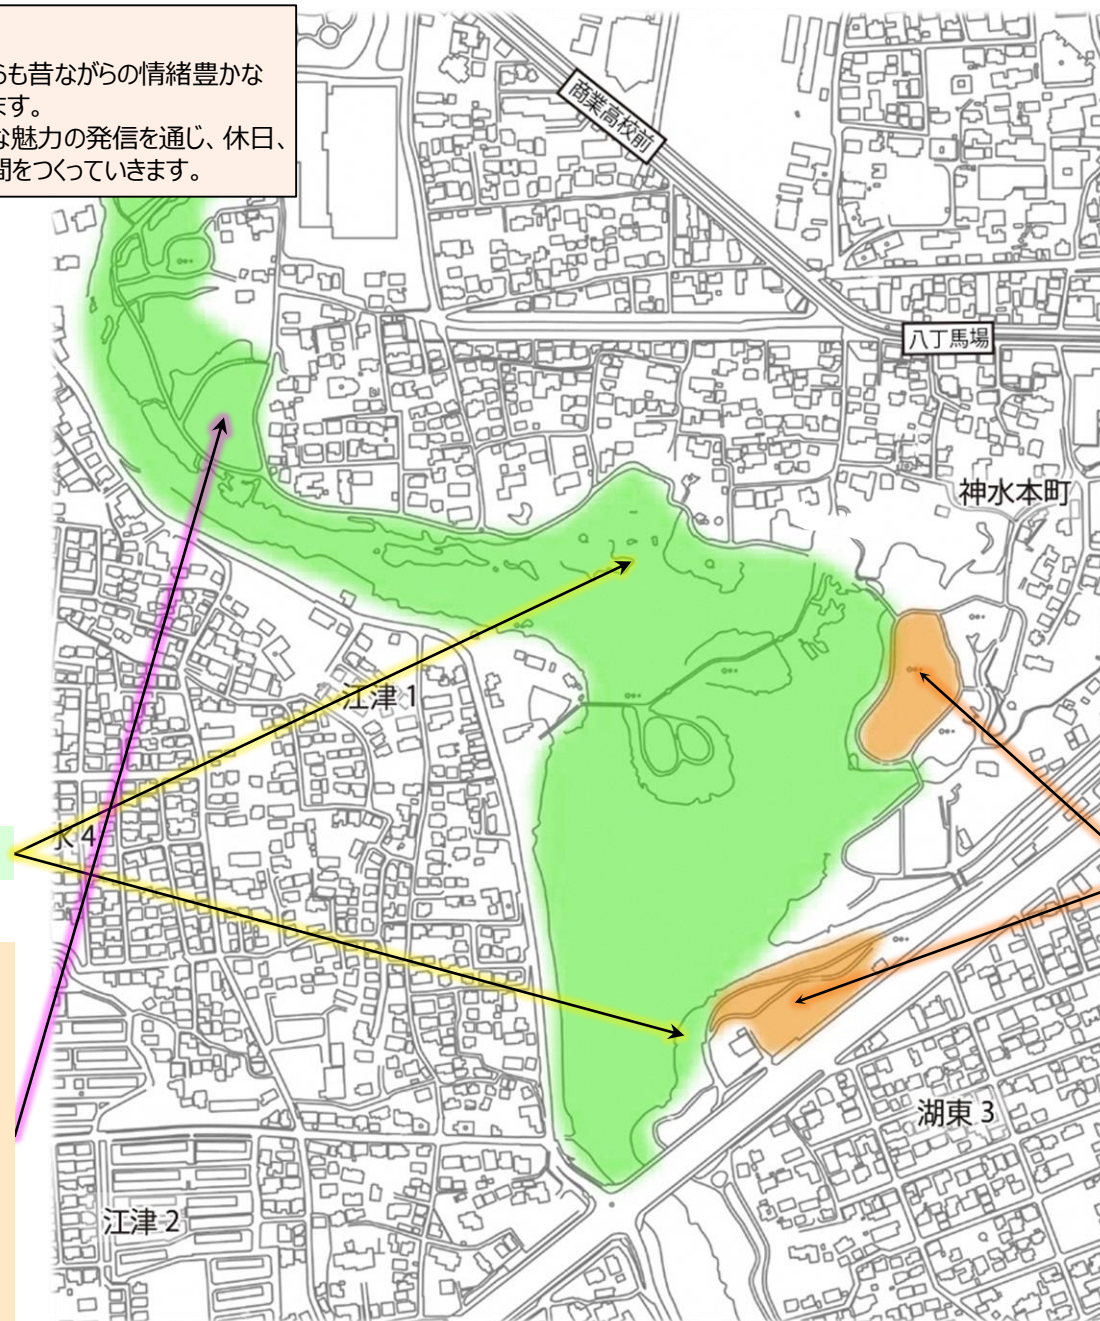 も昔ながらの情緒豊かな
ます。
な魅力の発信を通じ、休日、
間をつくっていきます。
商業高校前
八丁馬場
神水本町
江津 1
水 4
湖東 3
江津 2